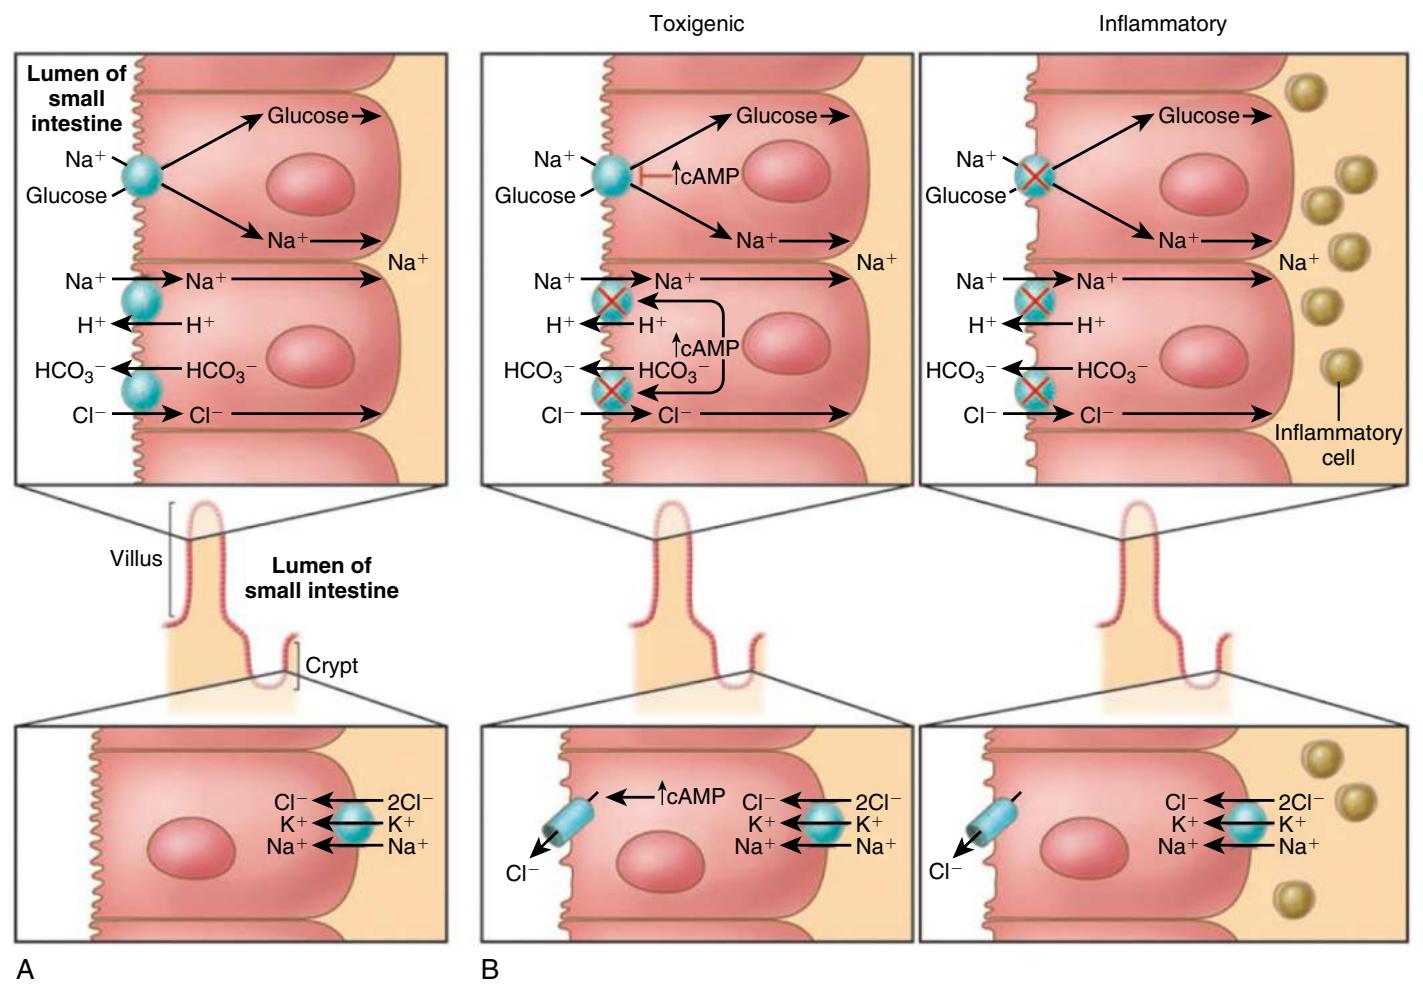 Toxigenic
Inflammatory
Lumen of
small
intestine
Na⁺
Glucose
Glucose
Na⁺
Na⁺
Na⁺ Na⁺
H⁺ H⁺
HCO₃⁻ HCO₃⁻
Cl⁻ Cl⁻
Na⁺
Glucose
Glucose
↑cAMP
Na⁺
Na⁺
Na⁺ Na⁺
H⁺ H⁺
↑cAMP
HCO₃⁻ HCO₃⁻
Cl⁻ Cl⁻
Na⁺
Glucose
Glucose
Na⁺
Na⁺
Na⁺ Na⁺
H⁺ H⁺
HCO₃⁻ HCO₃⁻
Cl⁻ Cl⁻
Inflammatory
cell
Villus
Lumen of
small intestine
Crypt
Cl⁻ 2Cl⁻
K⁺ K⁺
Na⁺ Na⁺
↑cAMP
Cl⁻
Cl⁻ 2Cl⁻
K⁺ K⁺
Na⁺ Na⁺
Cl⁻
Cl⁻ 2Cl⁻
K⁺ K⁺
Na⁺ Na⁺
A
B